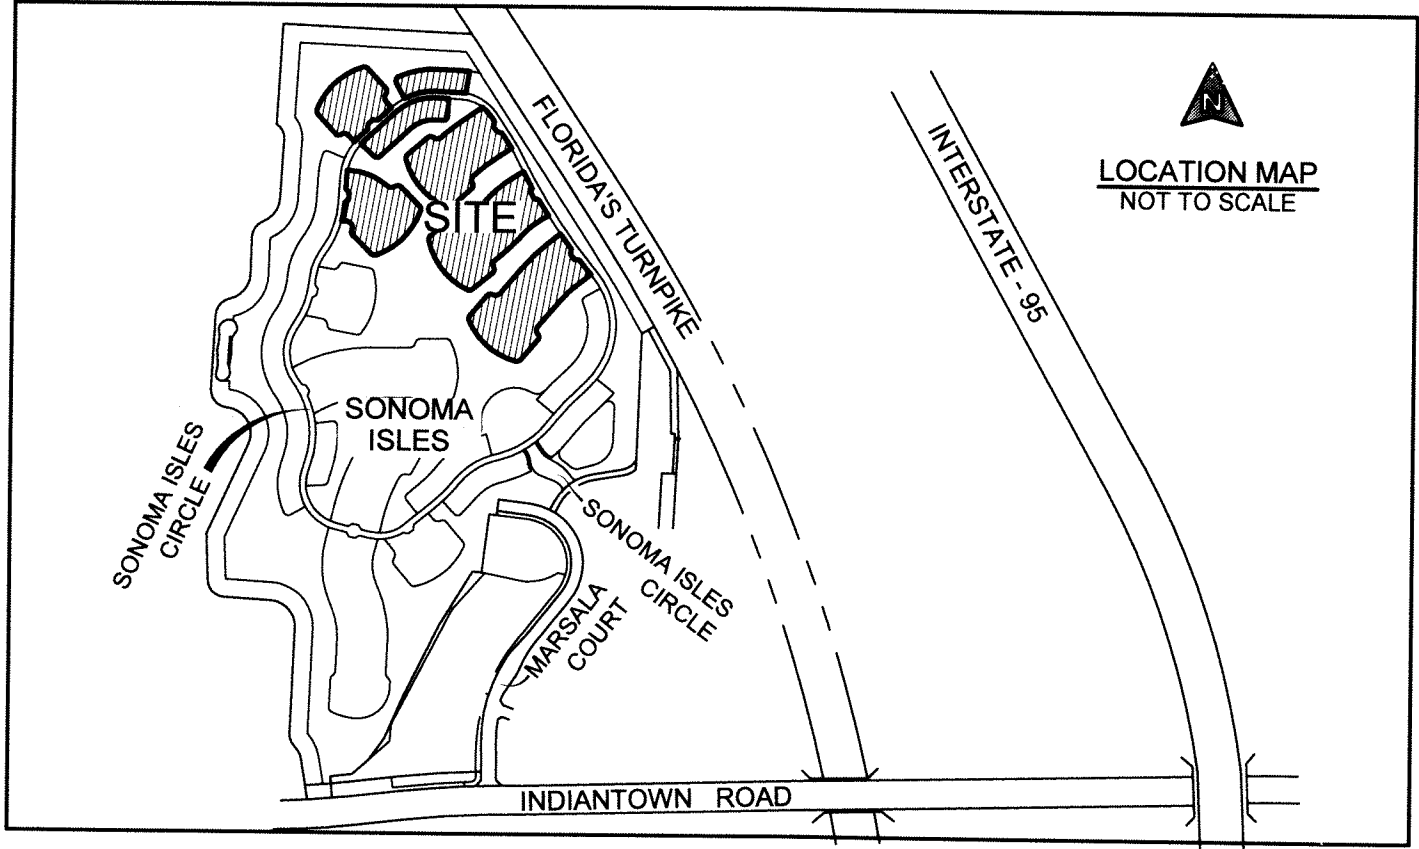 N
LOCATION MAP
NOT TO SCALE
FLORIDA'S TURNPIKE
INTERSTATE - 95
SITE
SONOMA
ISLES
SONOMA ISLES
CIRCLE
SONOMA ISLES
CIRCLE
MARSALA
COURT
INDIANTOWN ROAD